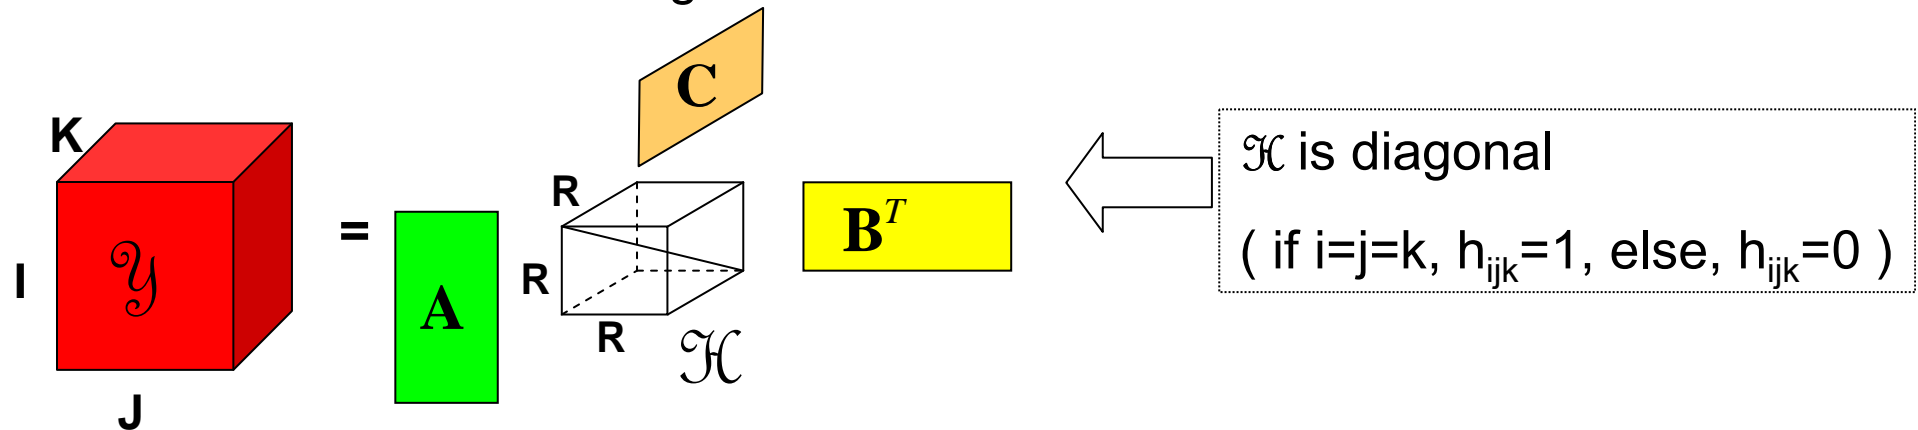 g
C
K
ℋ is diagonal
R
=
A
B^T
I
𝒴
R
( if i=j=k, h_ijk=1, else, h_ijk=0 )
R
ℋ
J